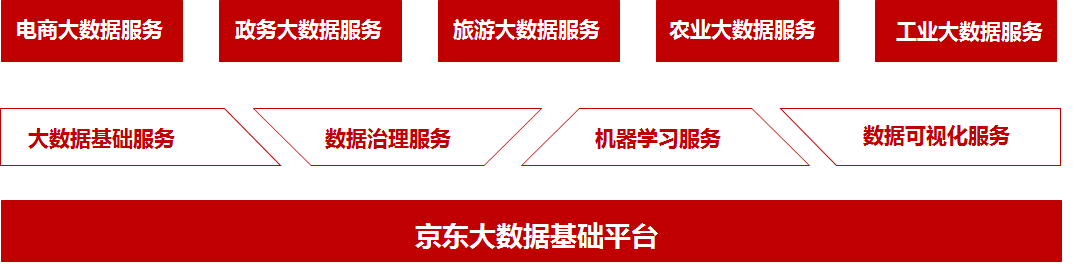 电商大数据服务
政务大数据服务
旅游大数据服务
农业大数据服务
工业大数据服务
大数据基础服务
数据治理服务
机器学习服务
数据可视化服务
京东大数据基础平台